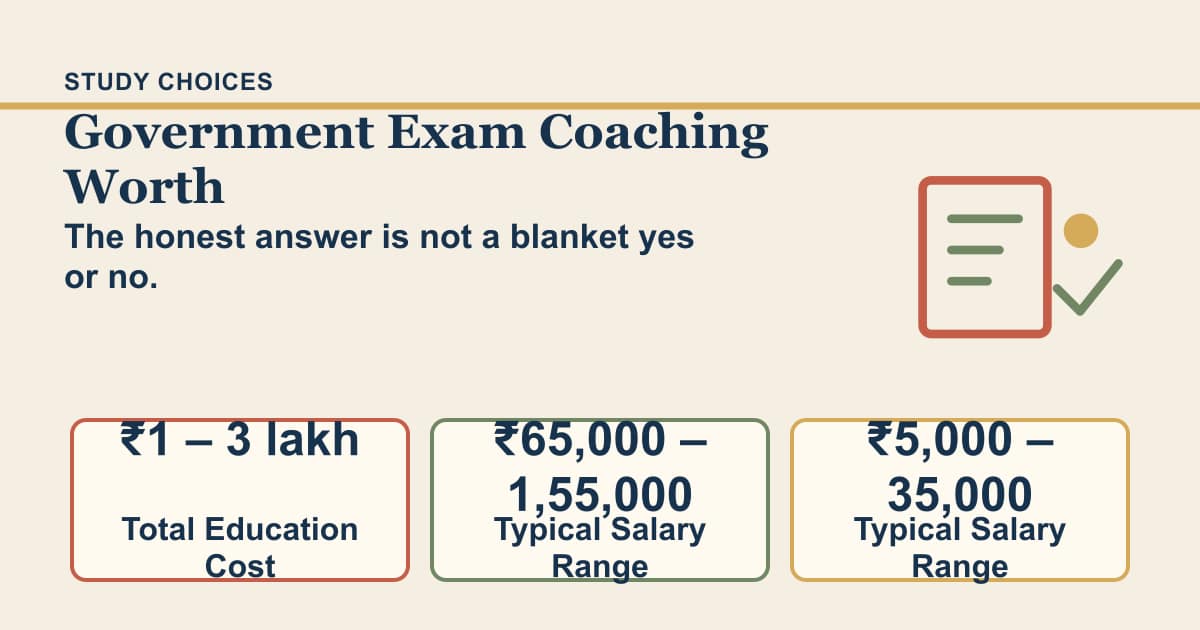 STUDY CHOICES
Government Exam Coaching
Worth
The honest answer is not a blanket yes
or no.
₹1 – 3 lakh
Total Education
Cost
₹65,000 –
1,55,000
Typical Salary
Range
₹5,000 –
35,000
Typical Salary
Range